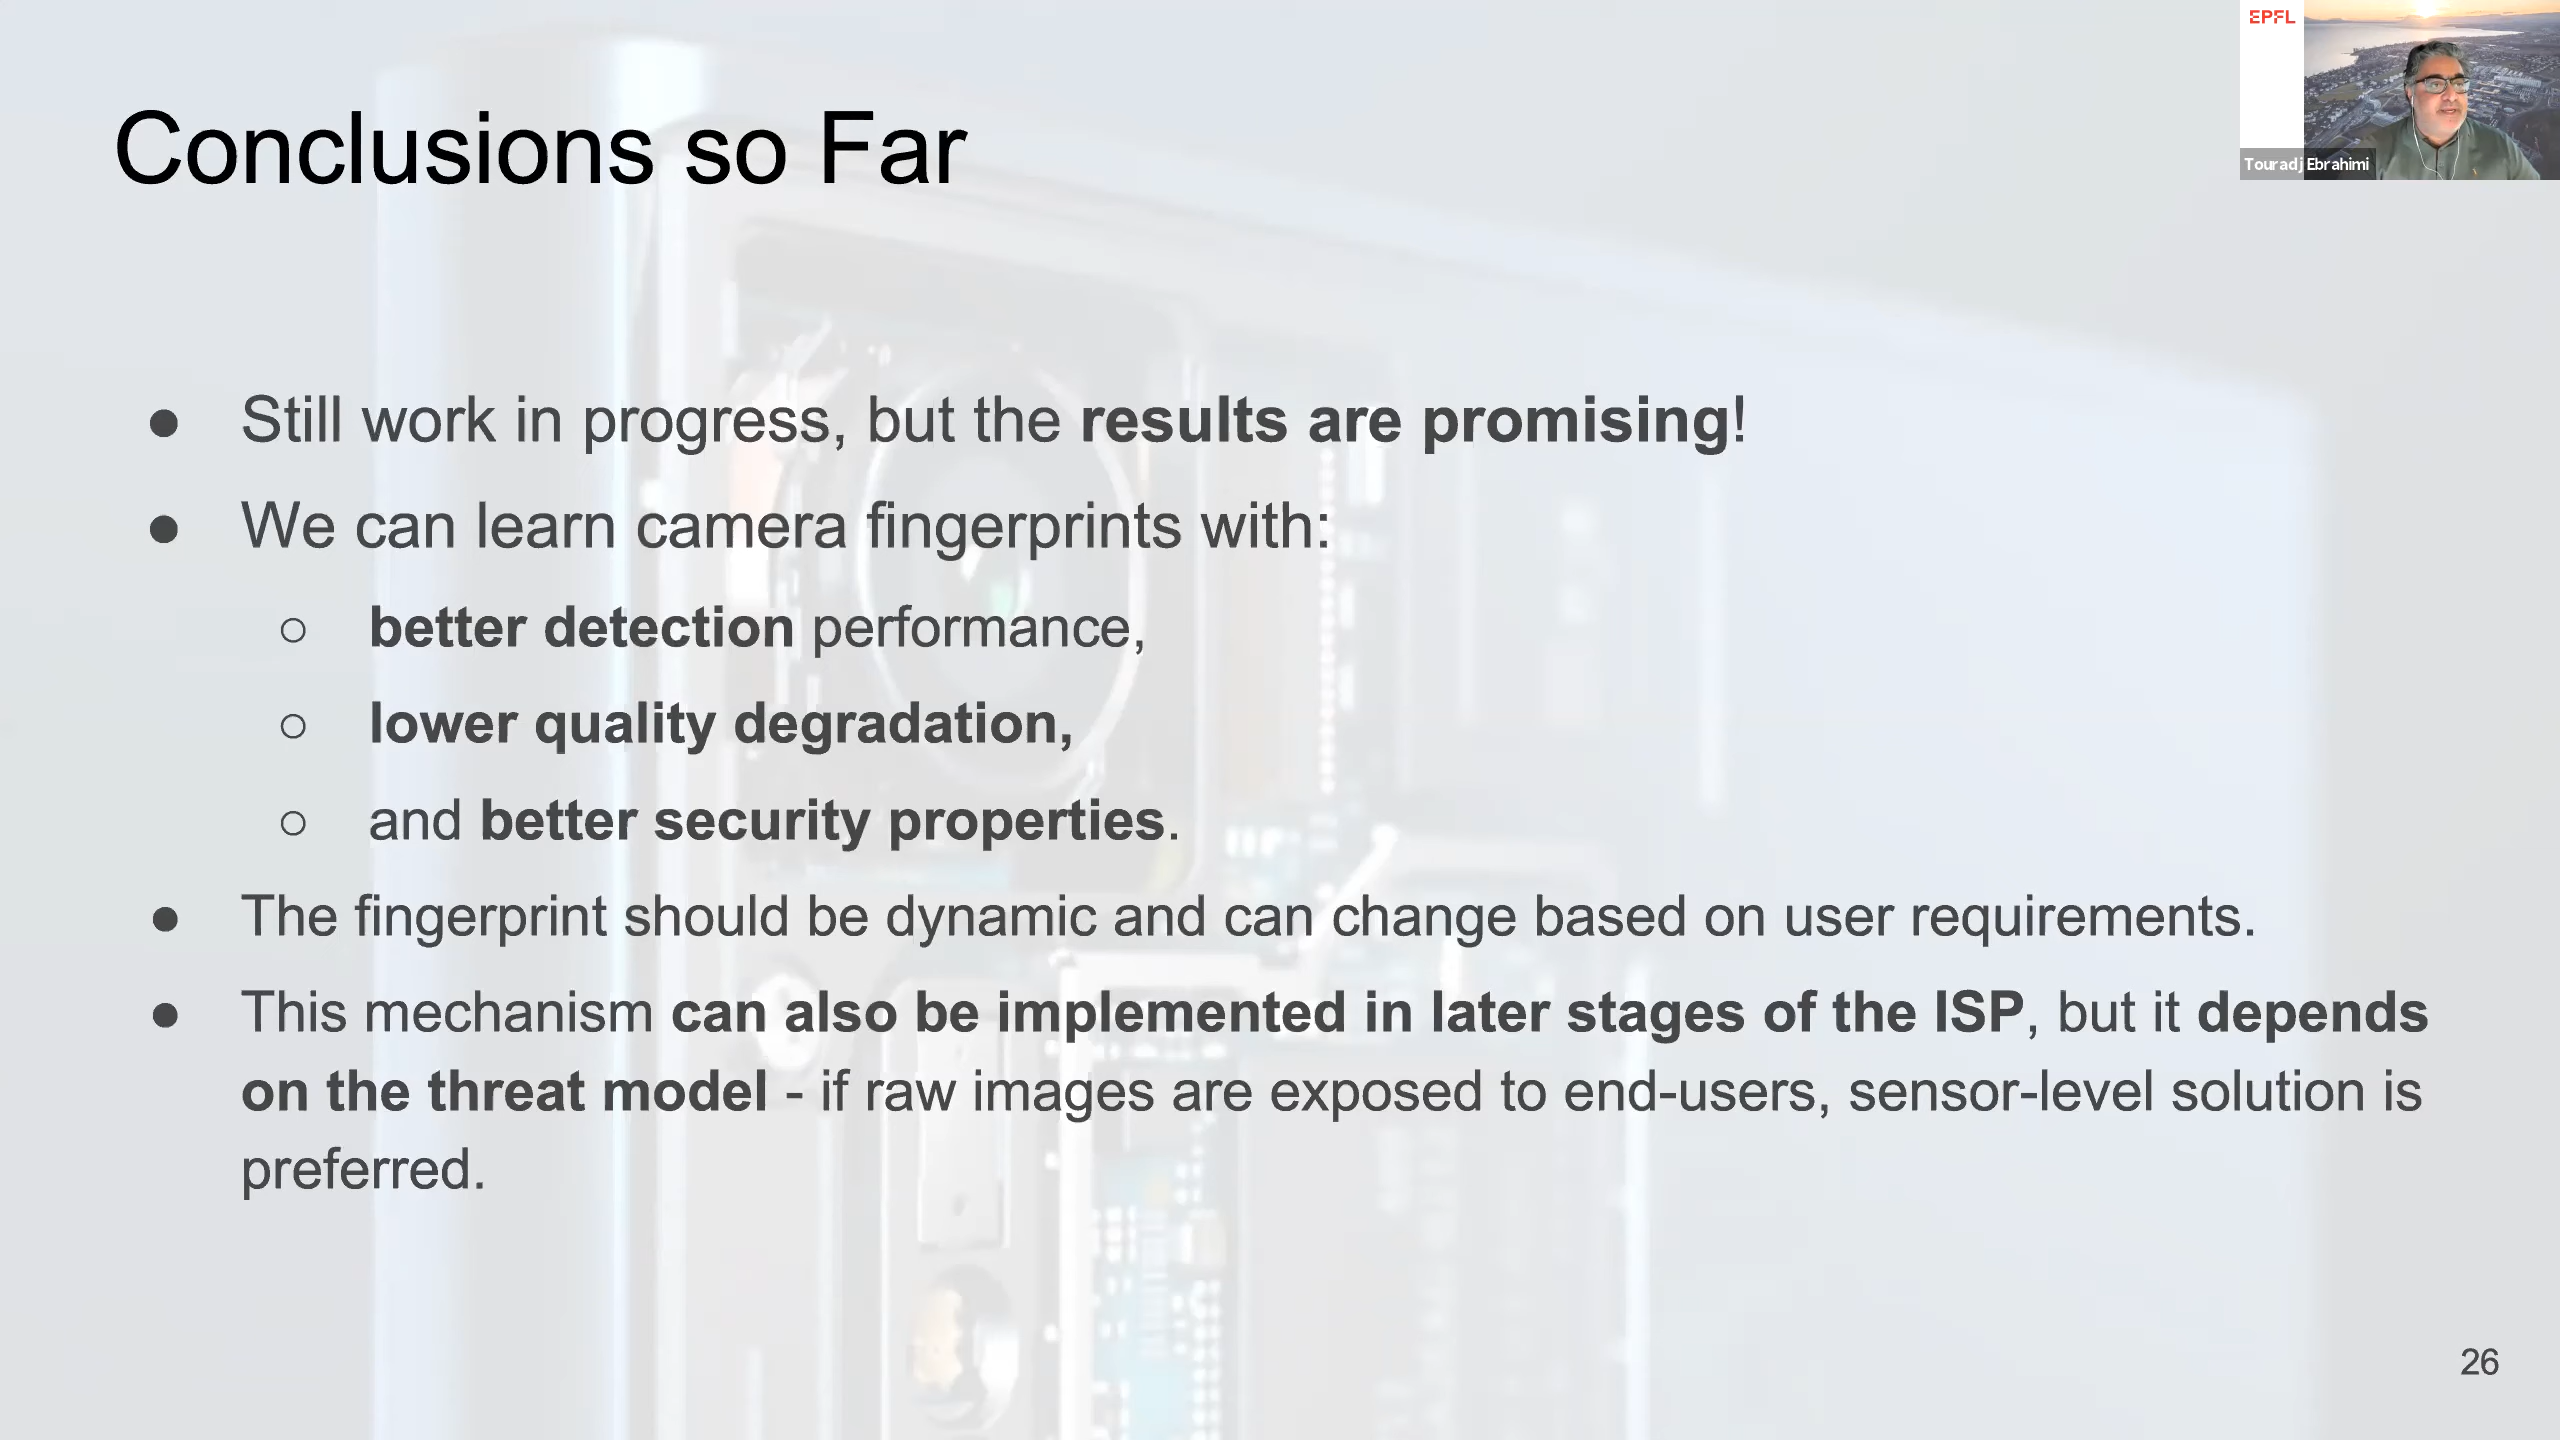 EPFL
Touradj Ebrahimi
Conclusions so Far
● Still work in progress, but the results are promising!
● We can learn camera fingerprints with:
○ better detection performance,
○ lower quality degradation,
○ and better security properties.
● The fingerprint should be dynamic and can change based on user requirements.
● This mechanism can also be implemented in later stages of the ISP, but it depends
on the threat model - if raw images are exposed to end-users, sensor-level solution is
preferred.
26